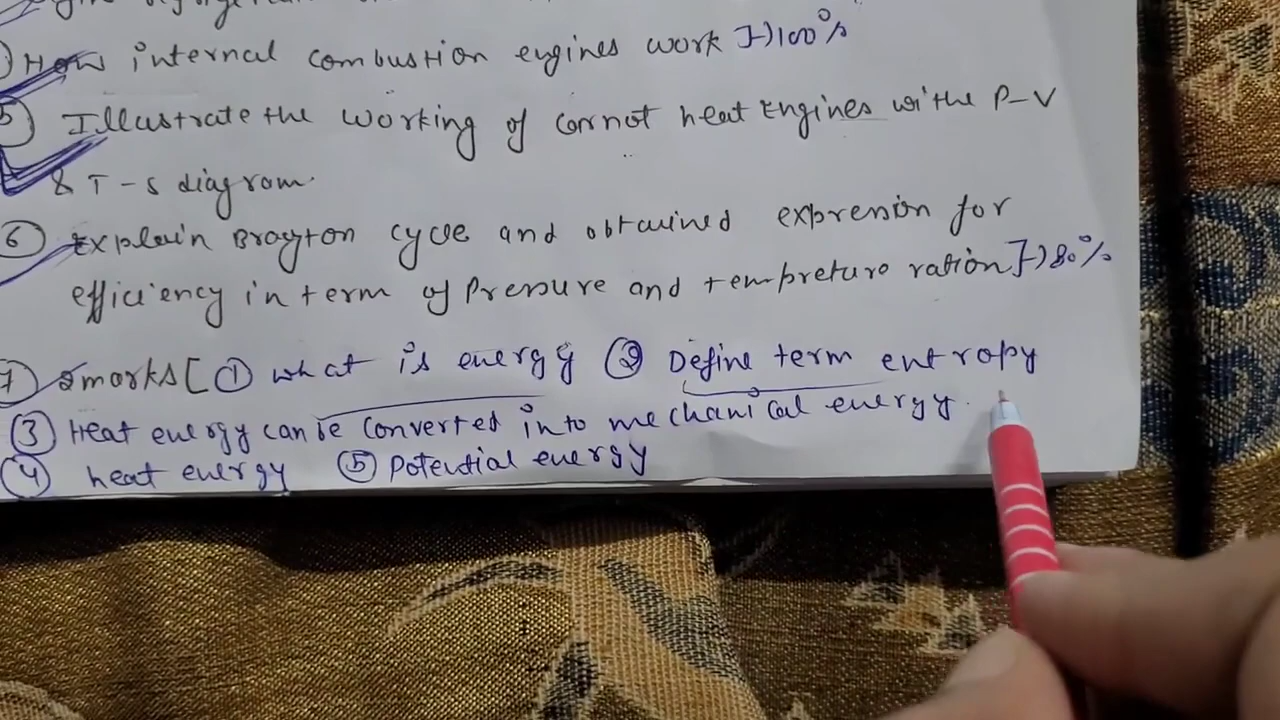 ) How internal combustion engines work ]→100%
5) Illustrate the working of Carnot heat Engines withe P-V
& T-S diagram.
6 Explain Brayton cycle and obtained expression for
efficiency in term of Pressure and tempreture ration ]→80%
7 2marks [ ① what is energy ② Define term entropy
③ Heat energy can be converted into mechanical energy.
④ heat energy ⑤ Potential energy